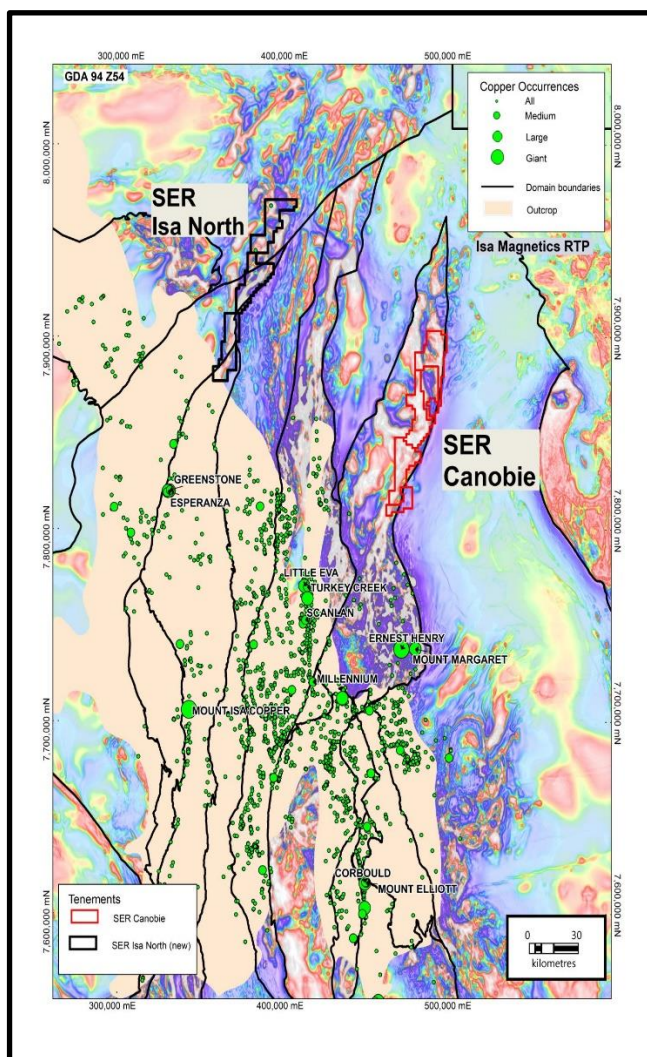 300,000 mE
400,000 mE
500,000 mE
GDA 94 Z54
Copper Occurrences
All
Medium
Large
Giant
Domain boundaries
Outcrop
8,000,000 mN
8,000,000 mN
SER
Isa North
Isa Magnetics RTP
7,900,000 mN
7,900,000 mN
SER
Canobie
GREENSTONE
ESPERANZA
7,800,000 mN
7,800,000 mN
LITTLE EVA
TURKEY CREEK
SCANLAN
ERNEST HENRY
MOUNT MARGARET
MILLENNIUM
MOUNT ISA COPPER
7,700,000 mN
7,700,000 mN
CORBOULD
MOUNT ELLIOTT
Tenements
SER Canobie
SER Isa North (new)
7,600,000 mN
7,600,000 mN
0 30
kilometres
300,000 mE
400,000 mE
500,000 mE